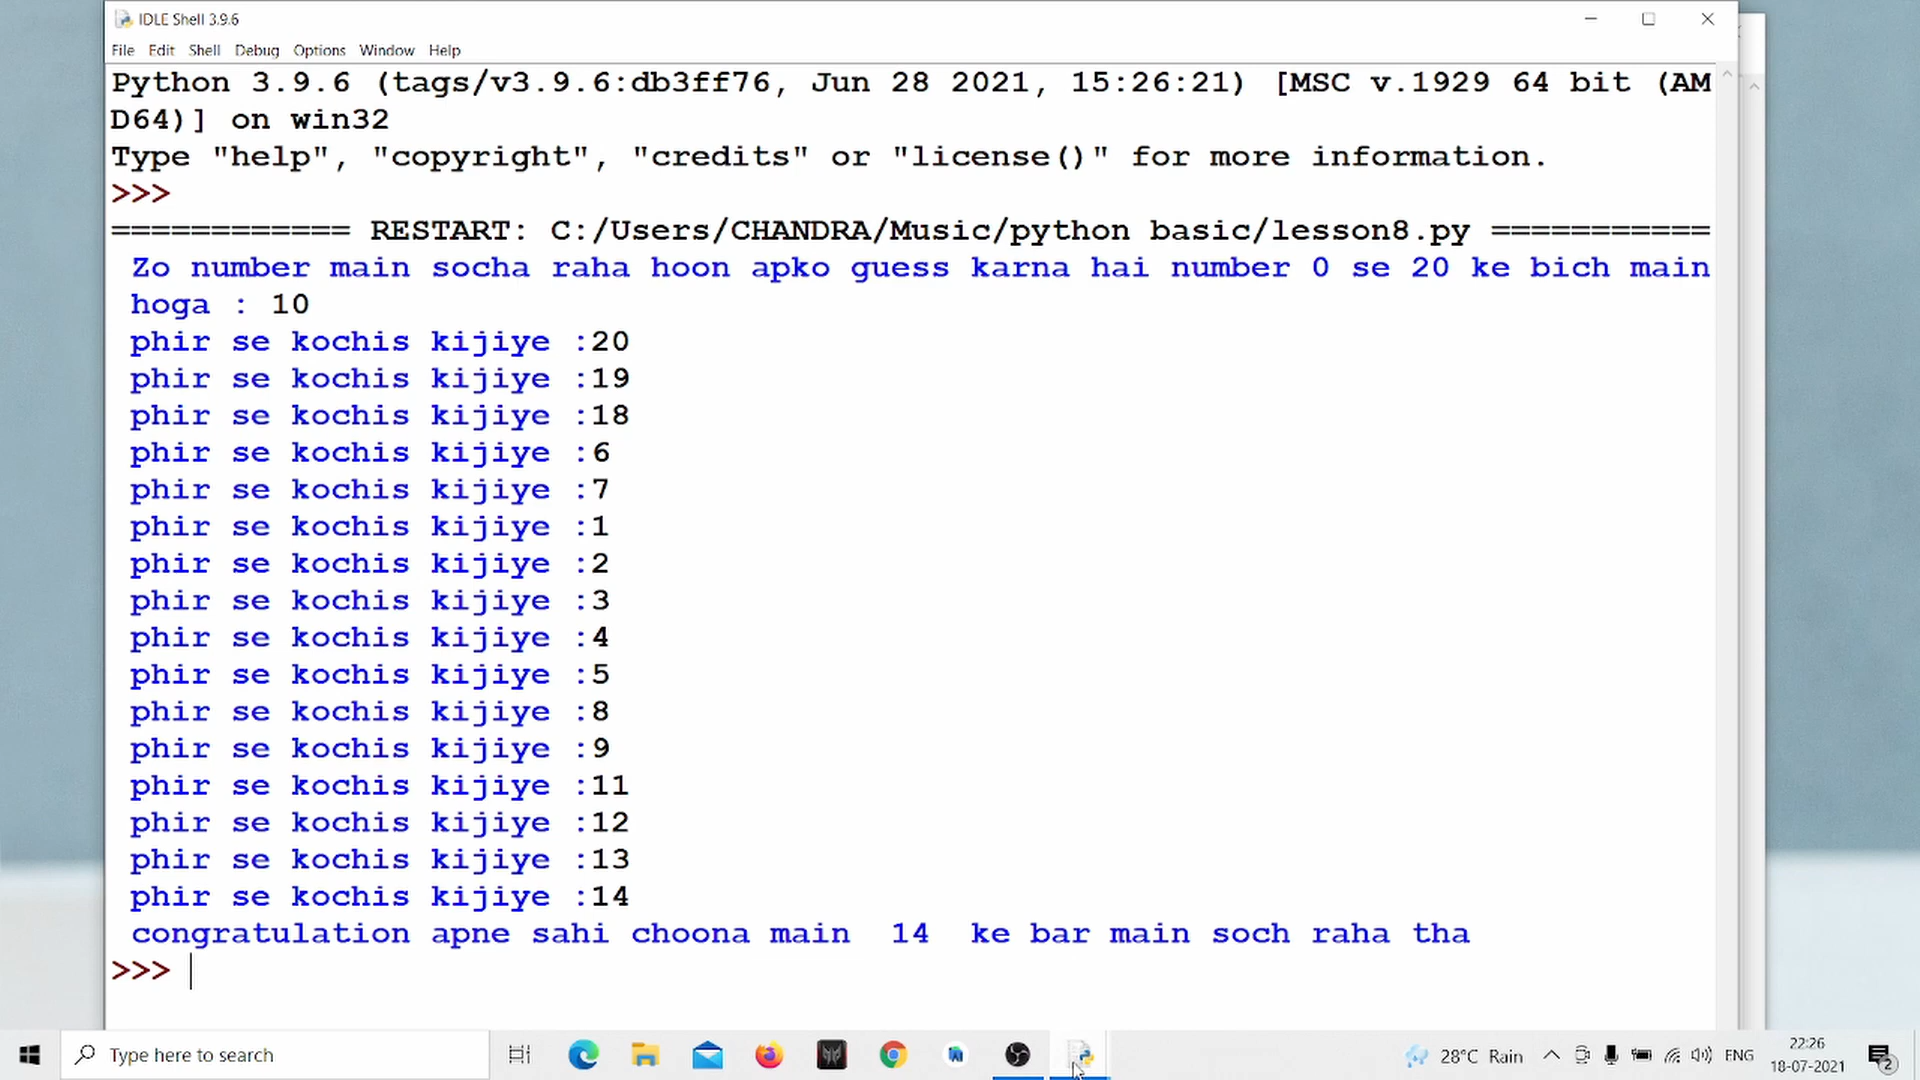 IDLE Shell 3.9.6
File Edit Shell Debug Options Window Help
Python 3.9.6 (tags/v3.9.6:db3ff76, Jun 28 2021, 15:26:21) [MSC v.1929 64 bit (AM
D64)] on win32
Type "help", "copyright", "credits" or "license()" for more information.
>>>
============ RESTART: C:/Users/CHANDRA/Music/python basic/lesson8.py ===========
Zo number main socha raha hoon apko guess karna hai number 0 se 20 ke bich main
hoga : 10
phir se kochis kijiye :20
phir se kochis kijiye :19
phir se kochis kijiye :18
phir se kochis kijiye :6
phir se kochis kijiye :7
phir se kochis kijiye :1
phir se kochis kijiye :2
phir se kochis kijiye :3
phir se kochis kijiye :4
phir se kochis kijiye :5
phir se kochis kijiye :8
phir se kochis kijiye :9
phir se kochis kijiye :11
phir se kochis kijiye :12
phir se kochis kijiye :13
phir se kochis kijiye :14
congratulation apne sahi choona main  14  ke bar main soch raha tha
>>>
Type here to search
28°C Rain
ENG
22:26
18-07-2021
2